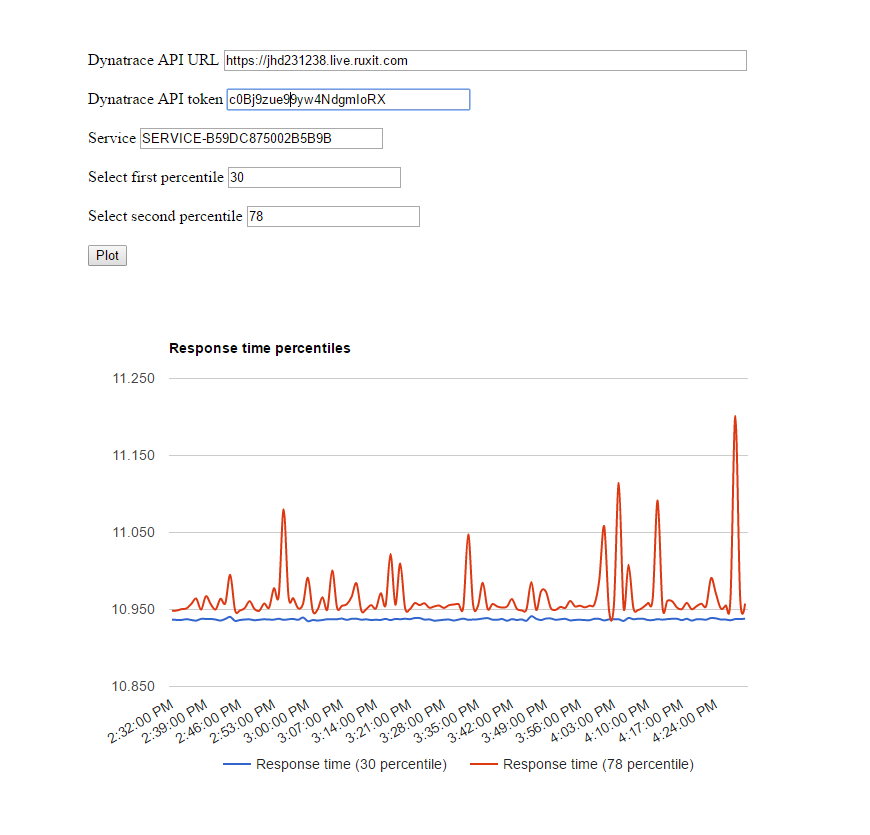 Dynatrace API URL https://jhd231238.live.ruxit.com
Dynatrace API token c0Bj9zue99yw4NdgmIoRX
Service SERVICE-B59DC875002B5B9B
Select first percentile 30
Select second percentile 78
Plot
Response time percentiles
11.250
11.150
11.050
10.950
10.850
2:32:00 PM
2:39:00 PM
2:46:00 PM
2:53:00 PM
3:00:00 PM
3:07:00 PM
3:14:00 PM
3:21:00 PM
3:28:00 PM
3:35:00 PM
3:42:00 PM
3:49:00 PM
3:56:00 PM
4:03:00 PM
4:10:00 PM
4:17:00 PM
4:24:00 PM
Response time (30 percentile) Response time (78 percentile)